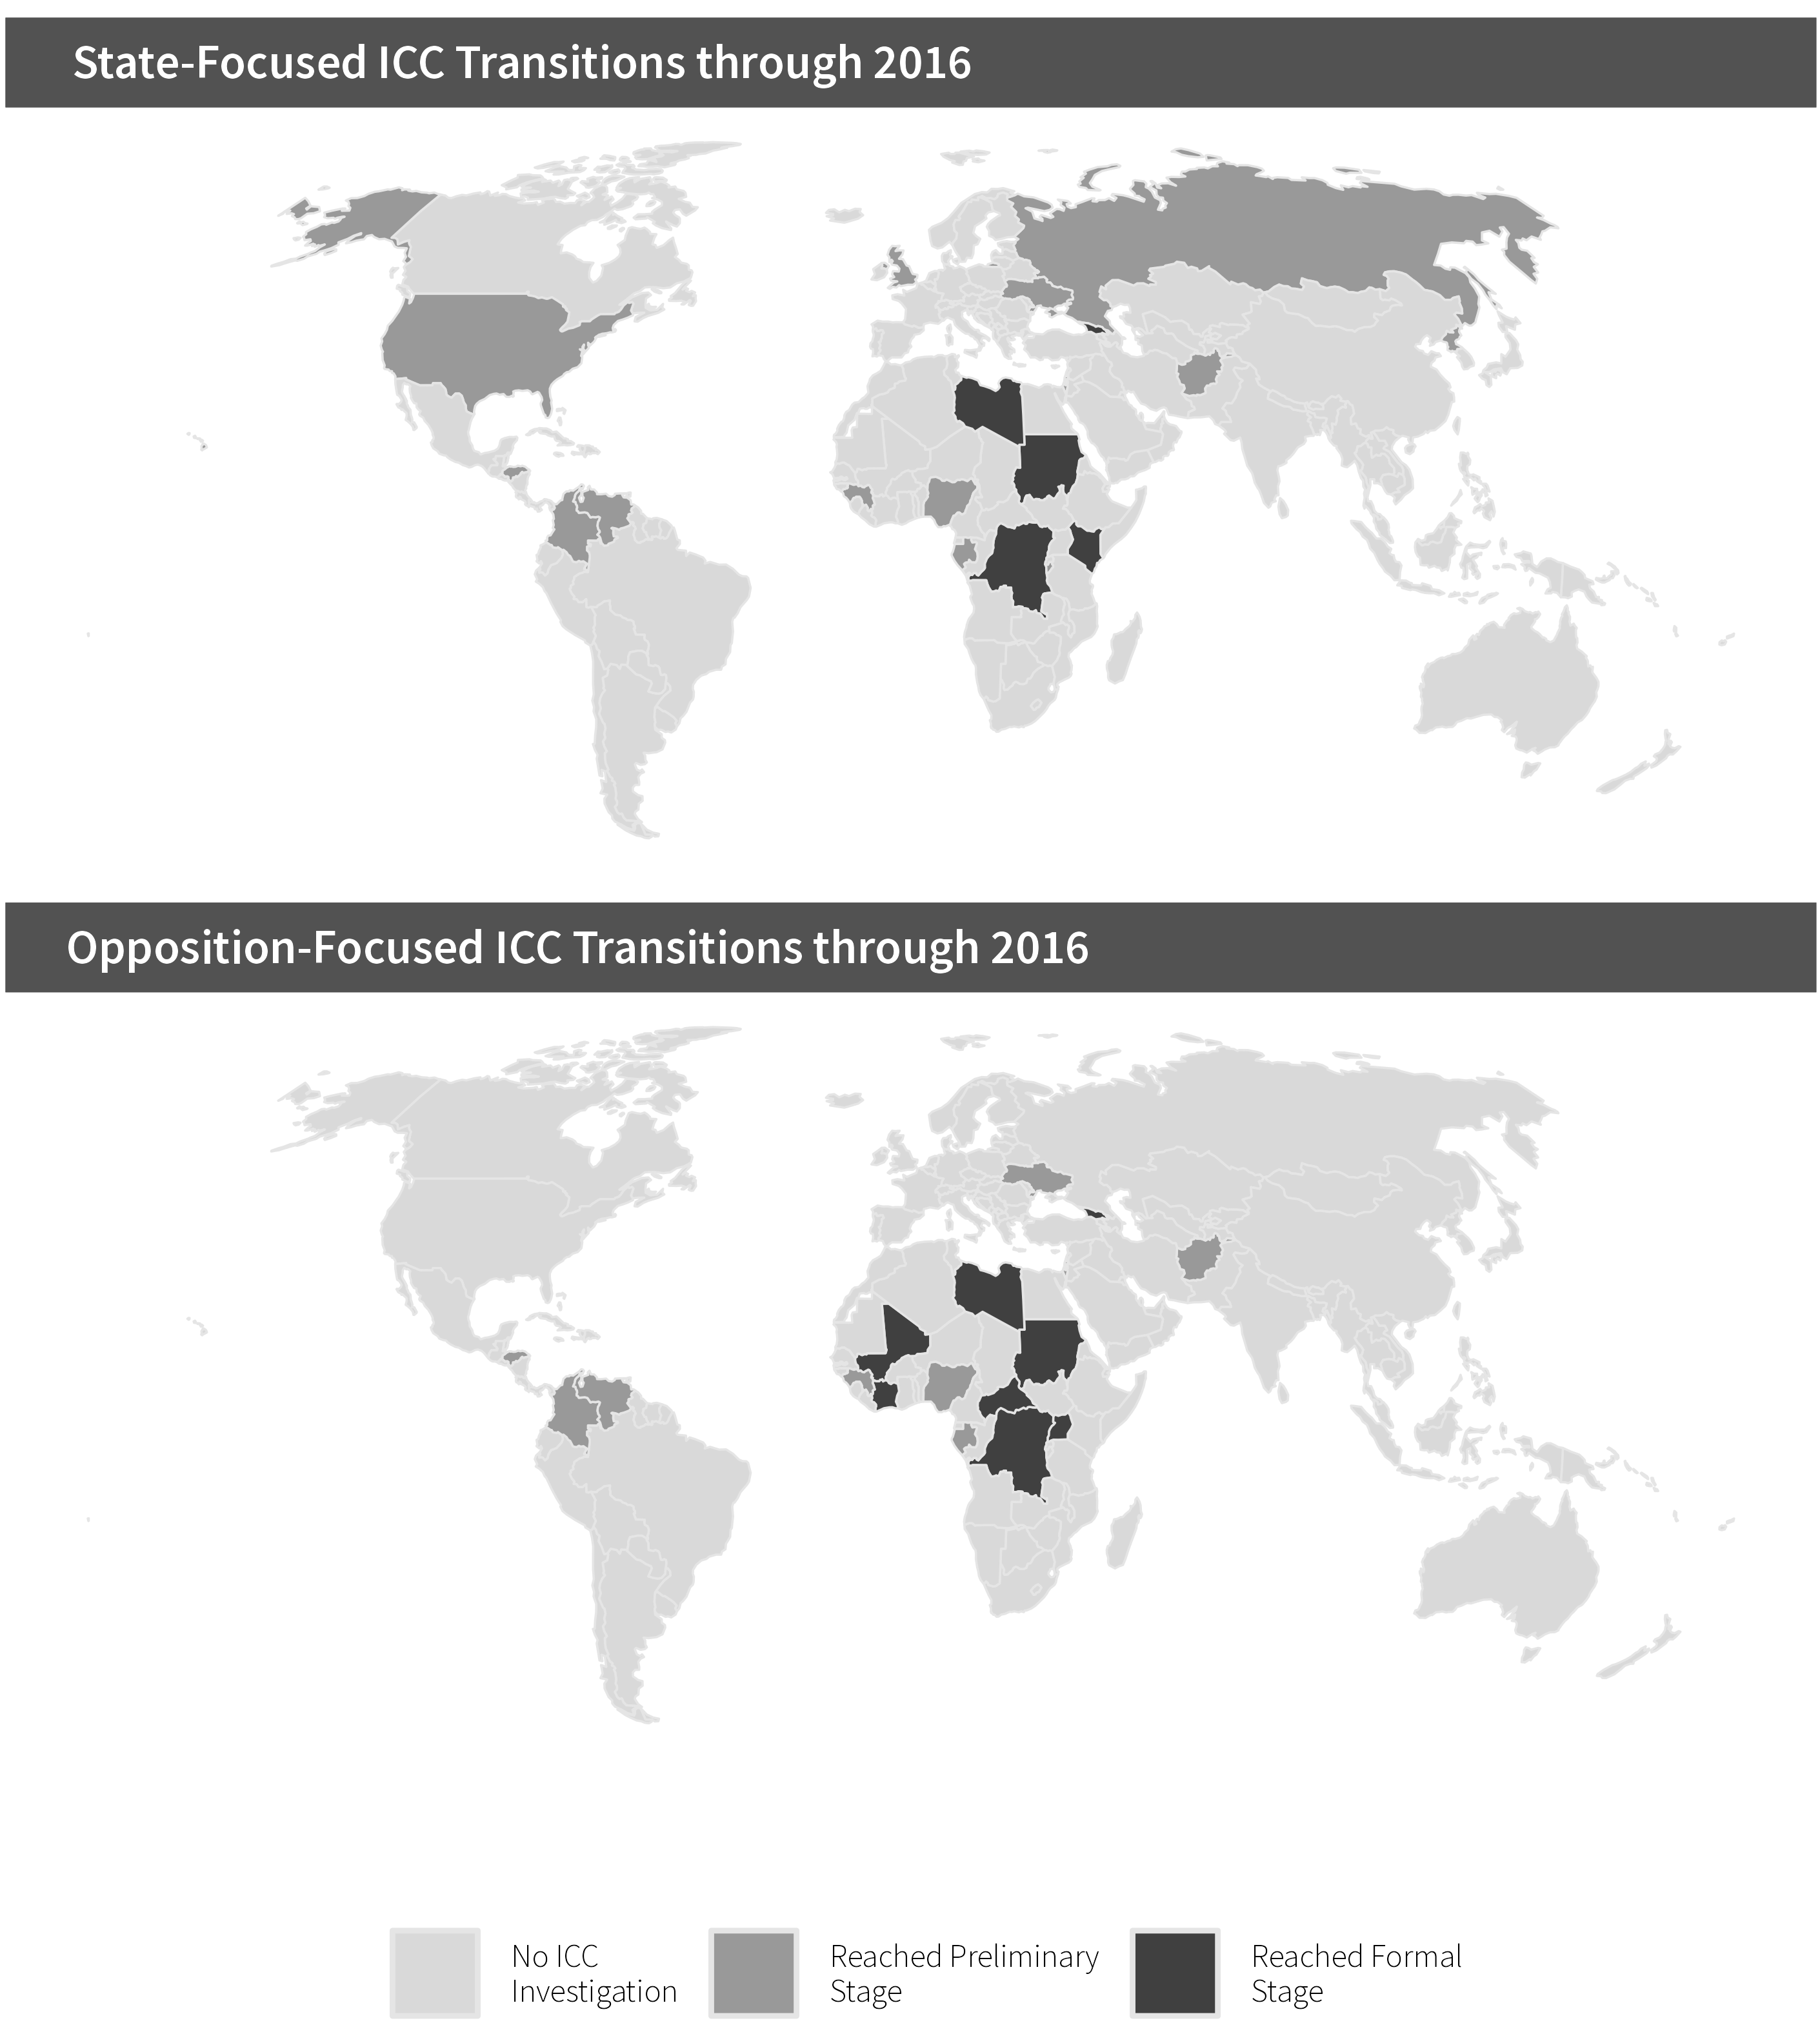 State-Focused ICC Transitions through 2016
Opposition-Focused ICC Transitions through 2016
No ICC
Investigation
Reached Preliminary
Stage
Reached Formal
Stage